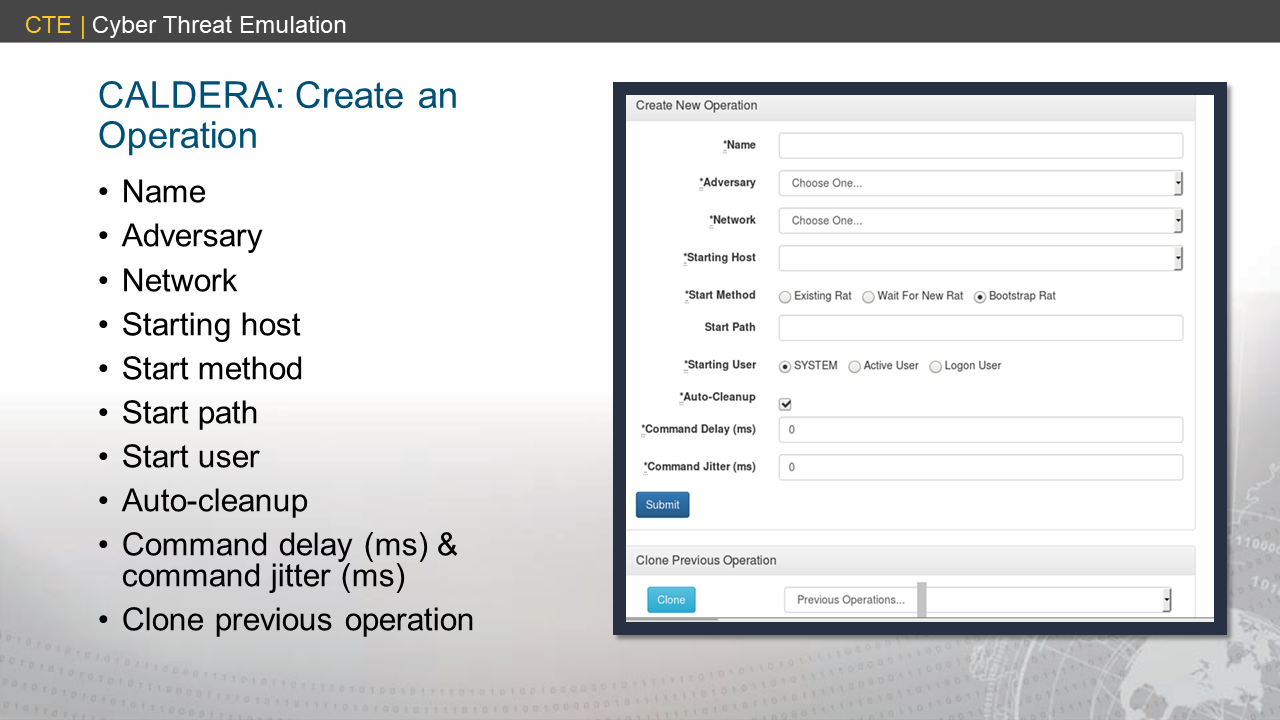 CTE | Cyber Threat Emulation
CALDERA: Create an
Operation
• Name
• Adversary
• Network
• Starting host
• Start method
• Start path
• Start user
• Auto-cleanup
• Command delay (ms) &
command jitter (ms)
• Clone previous operation
Create New Operation
*Name
*Adversary Choose One...
*Network Choose One...
*Starting Host
*Start Method Existing Rat Wait For New Rat Bootstrap Rat
Start Path
*Starting User SYSTEM Active User Logon User
*Auto-Cleanup
*Command Delay (ms) 0
*Command Jitter (ms) 0
Submit
Clone Previous Operation
Clone Previous Operations...